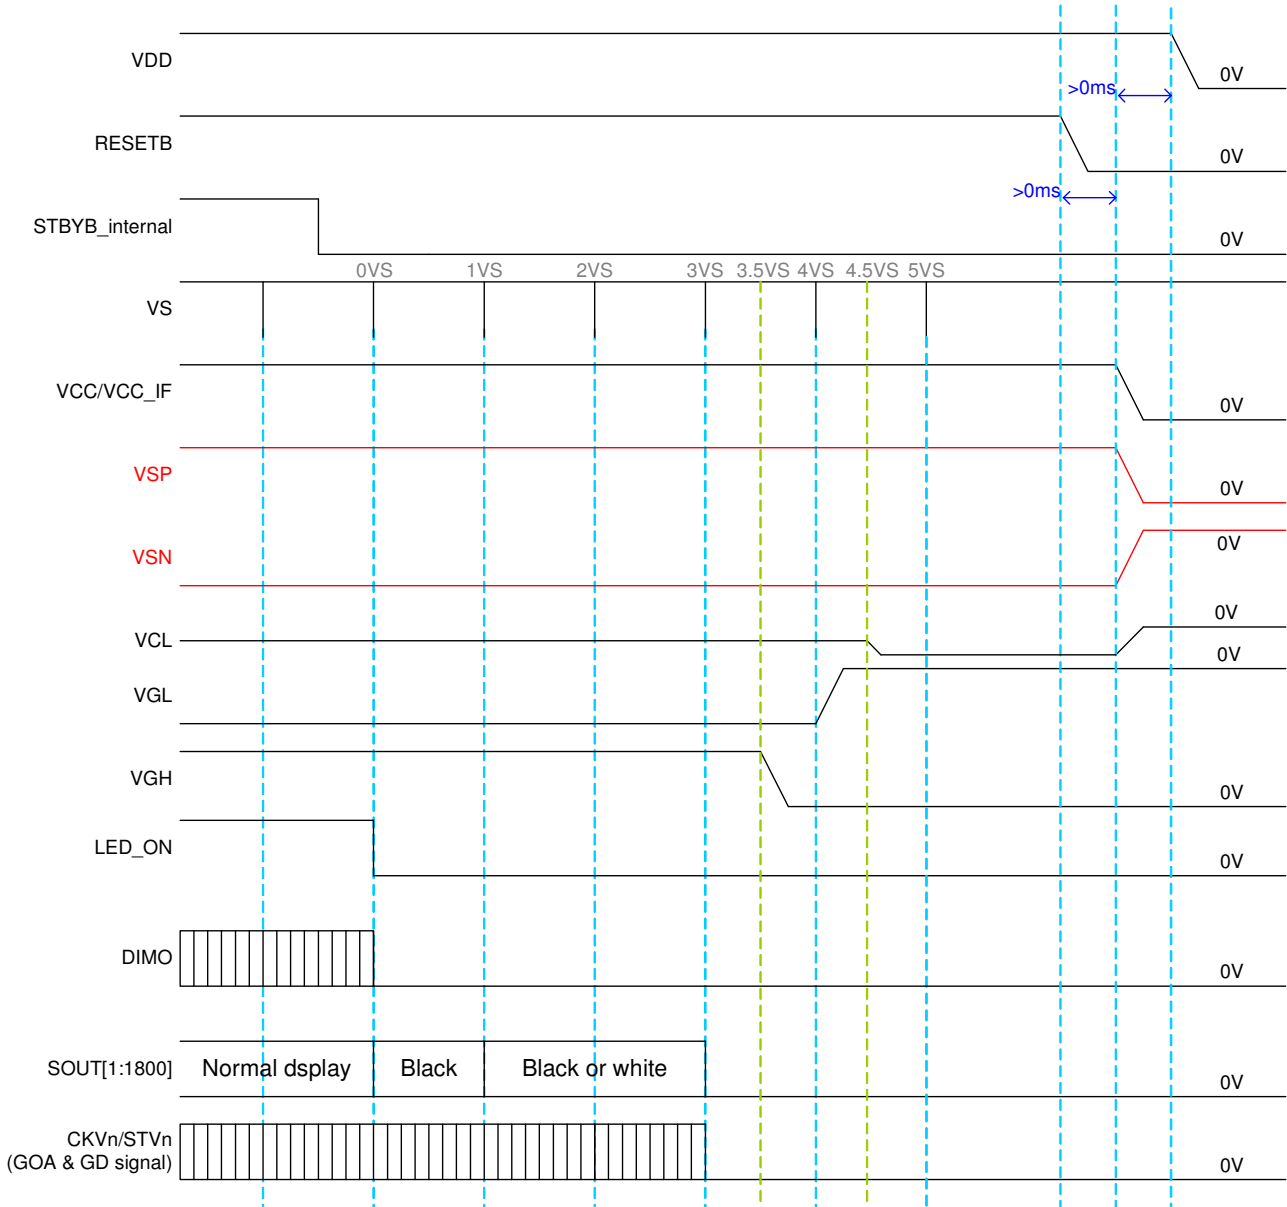 VDD
0V
>0ms
RESETB
0V
>0ms
STBYB_internal
0V
0VS 1VS 2VS 3VS 3.5VS 4VS 4.5VS 5VS
VS
VCC/VCC_IF
0V
VSP
0V
VSN
0V
0V
VCL
0V
VGL
VGH
0V
LED_ON
0V
DIMO
0V
SOUT[1:1800] Normal dsplay Black Black or white
0V
CKVn/STVn
(GOA & GD signal)
0V